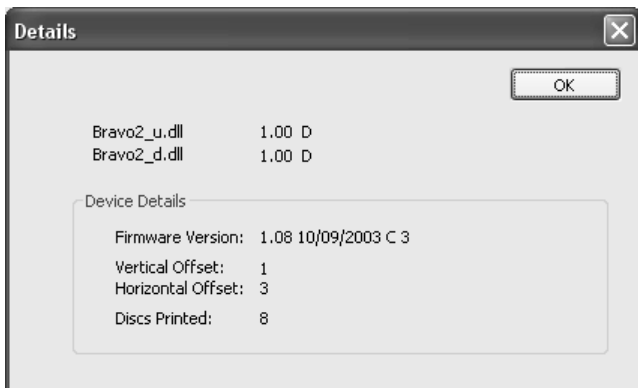 Details
OK
Bravo2_u.dll 1.00 D
Bravo2_d.dll 1.00 D
Device Details
Firmware Version: 1.08 10/09/2003 C 3
Vertical Offset: 1
Horizontal Offset: 3
Discs Printed: 8